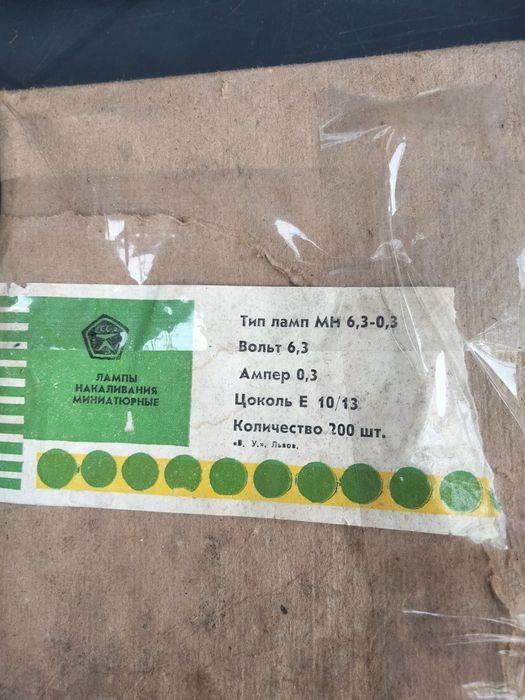 ЛАМПЫ
НАКАЛИВАНИЯ
МИНИАТЮРНЫЕ
Тип ламп МН 6,3-0,3
Вольт 6,3
Ампер 0,3
Цоколь Е 10/13
Количество 200 шт.
«В. У.». Львов.